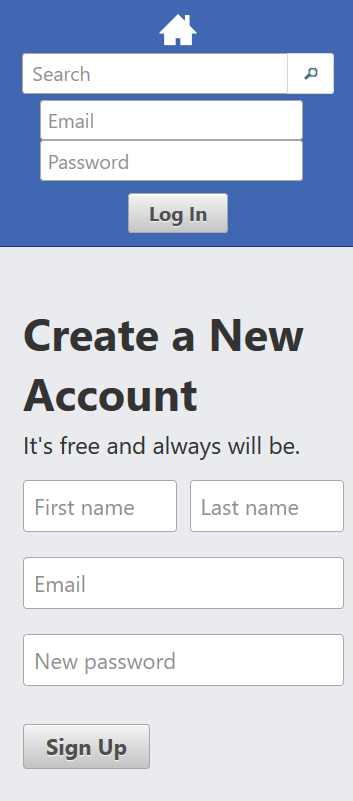 Search
Email
Password
Log In
Create a New
Account
It's free and always will be.
First name Last name
Email
New password
Sign Up